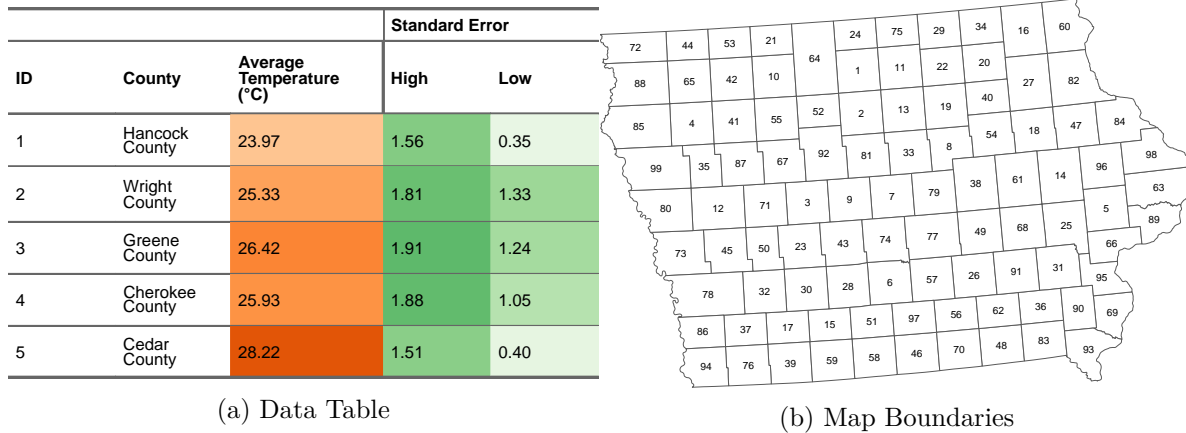 Standard Error
ID County Average Temperature (°C) High Low
1 Hancock County 23.97 1.56 0.35
2 Wright County 25.33 1.81 1.33
3 Greene County 26.42 1.91 1.24
4 Cherokee County 25.93 1.88 1.05
5 Cedar County 28.22 1.51 0.40
(a) Data Table
72 44 53 21 64 24 75 29 34 16 60
88 65 42 10 1 11 22 20 27 82
85 4 41 55 52 2 13 19 40
99 35 87 67 92 81 33 8 54 18 47 84
80 12 71 3 9 7 79 38 61 14 96 98
63
73 45 50 23 43 74 77 49 68 25 5 89
66
78 32 30 28 6 57 26 91 31 95
86 37 17 15 51 97 56 62 36 90 69
94 76 39 59 58 46 70 48 83 93
(b) Map Boundaries